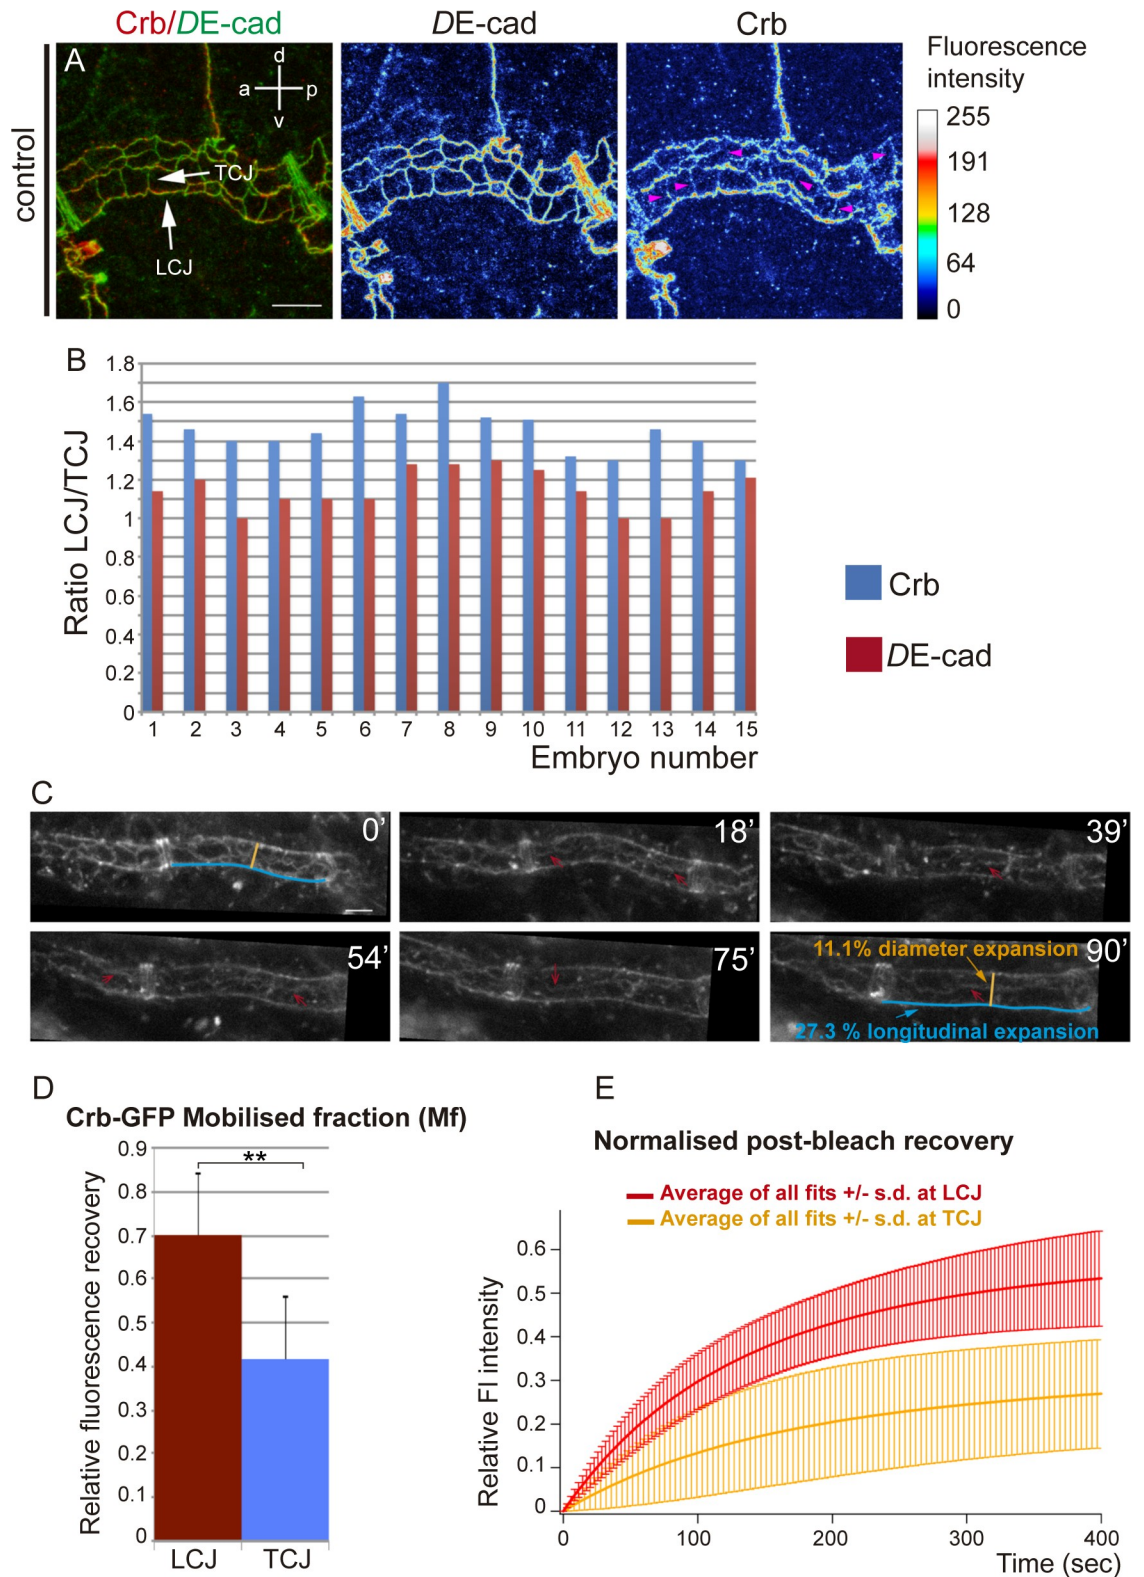 Crb/DE-cad
DE-cad
Crb
control
A
d
a
p
v
TCJ
LCJ
Fluorescence
intensity
255
191
128
64
0
B
1.8
1.6
1.4
1.2
1
0.8
0.6
0.4
0.2
0
Ratio LCJ/TCJ
1 2 3 4 5 6 7 8 9 10 11 12 13 14 15
Embryo number
Crb
DE-cad
C
0’
18’
39’
54’
75’
90’
11.1% diameter expansion
27.3 % longitudinal expansion
D
Crb-GFP Mobilised fraction (Mf)
0.9
0.8
0.7
0.6
0.5
0.4
0.3
0.2
0.1
0
Relative fluorescence recovery
**
LCJ TCJ
E
Normalised post-bleach recovery
Average of all fits +/- s.d. at LCJ
Average of all fits +/- s.d. at TCJ
0.6
0.5
0.4
0.3
0.2
0.1
0
Relative FI intensity
0 100 200 300 400
Time (sec)